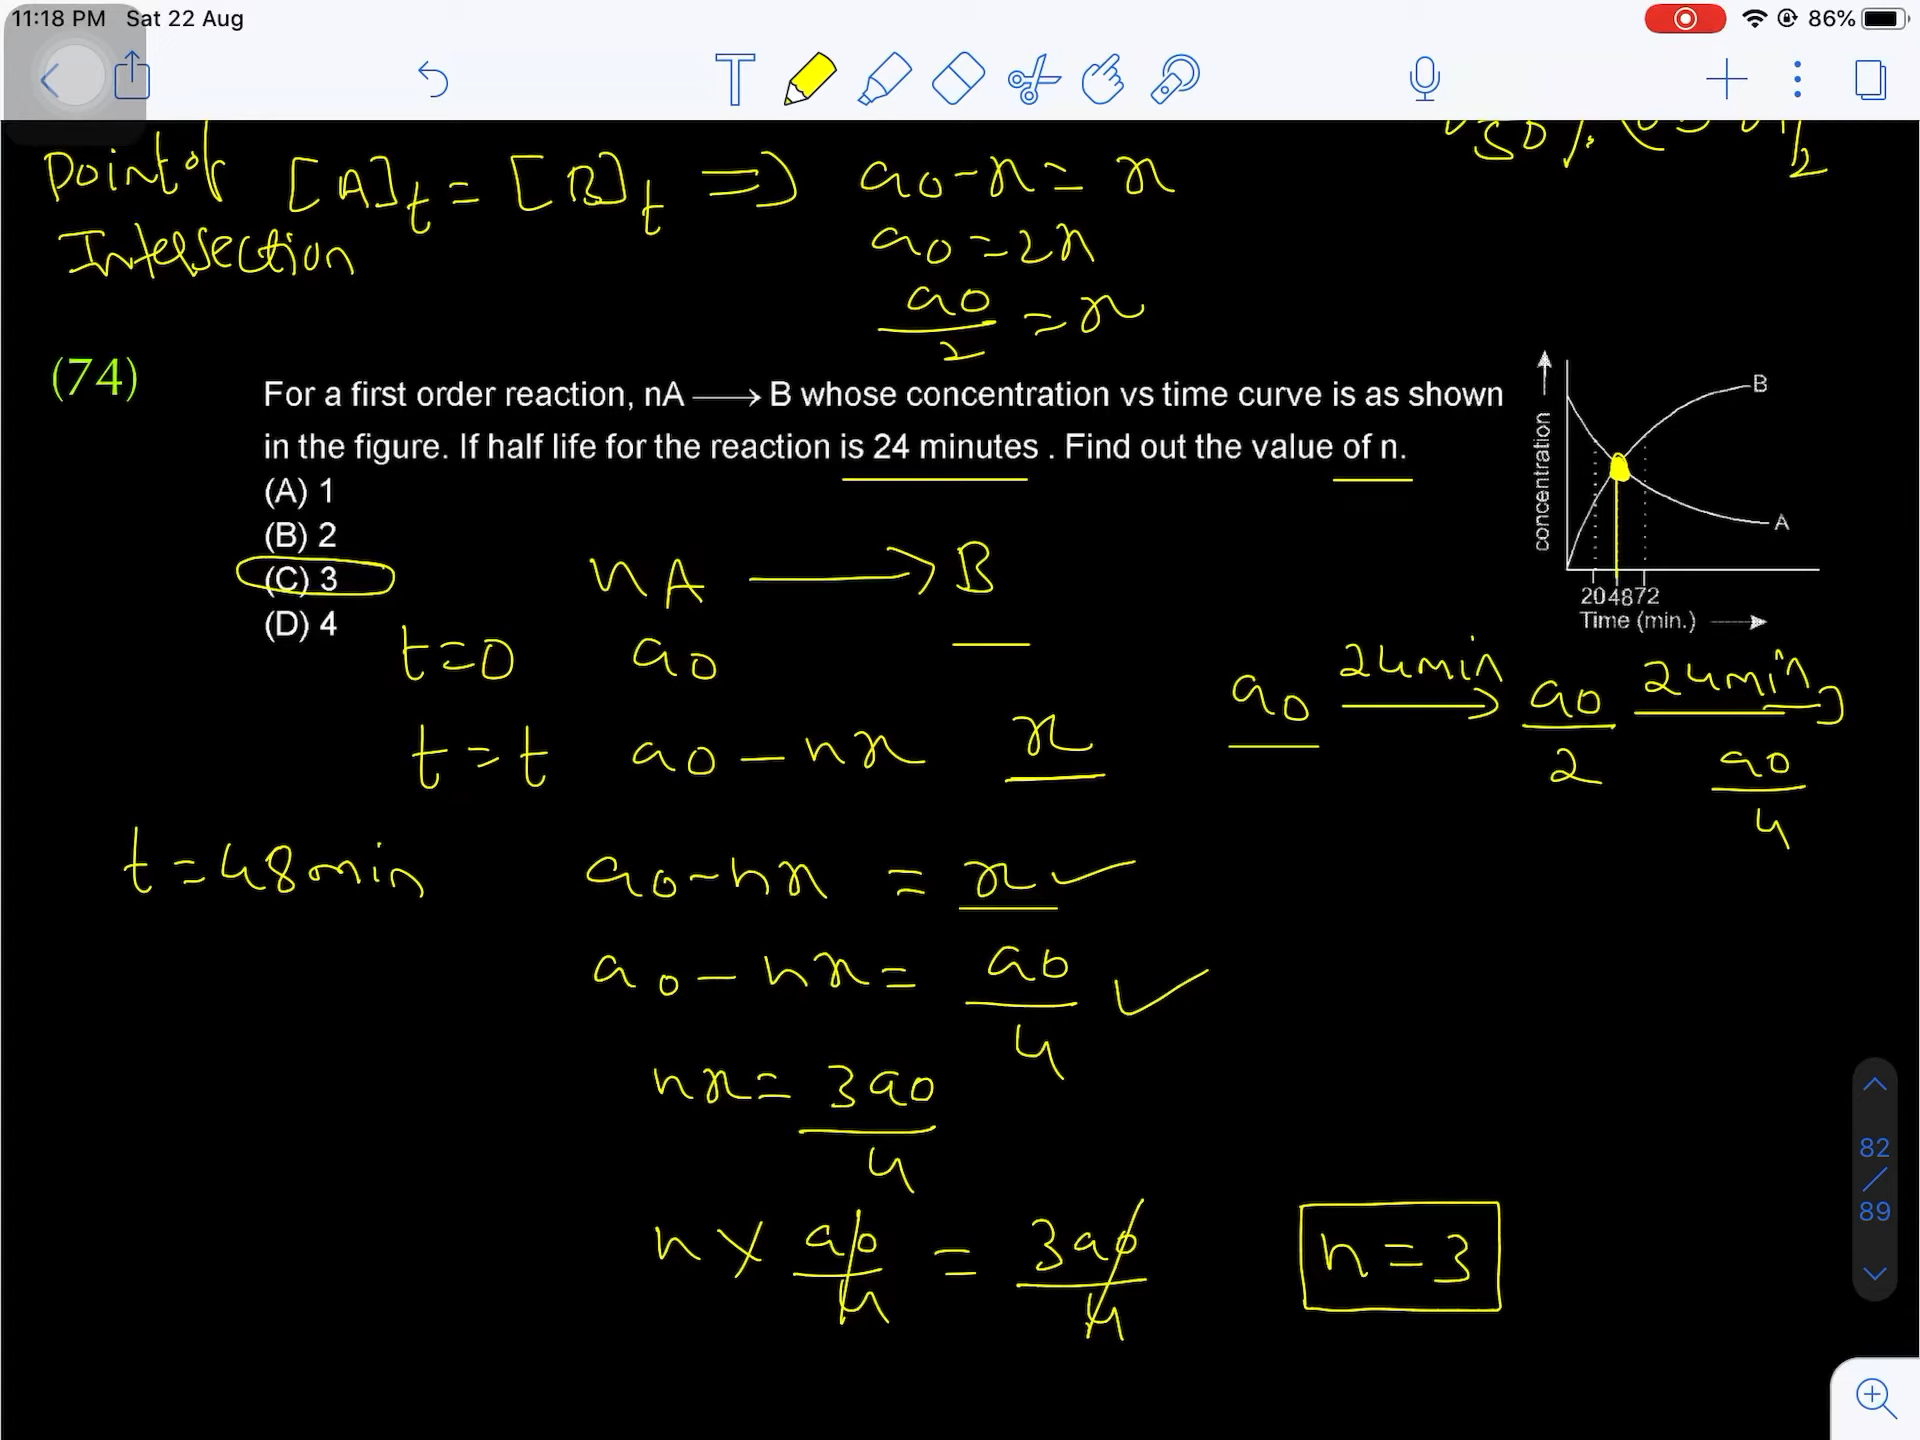 11:18 PM Sat 22 Aug
86%
T
Point of [A]t = [B]t => a0-x = x
Intersection
a0 = 2x
a0/2 = x
50%
(74)
For a first order reaction, nA ⟶ B whose concentration vs time curve is as shown
in the figure. If half life for the reaction is 24 minutes . Find out the value of n.
(A) 1
(B) 2
(C) 3
(D) 4
concentration
B
A
20 48 72
Time (min.)
nA ⟶ B
t=0 a0 —
t=t a0 - nx x
a0 24min→ a0/2 24min→ a0/4
t=48min a0-nx = x ✓
a0 - nx = a0/4 ✓
nx = 3a0/4
n × a0/4 = 3a0/4
n = 3
82
/
89